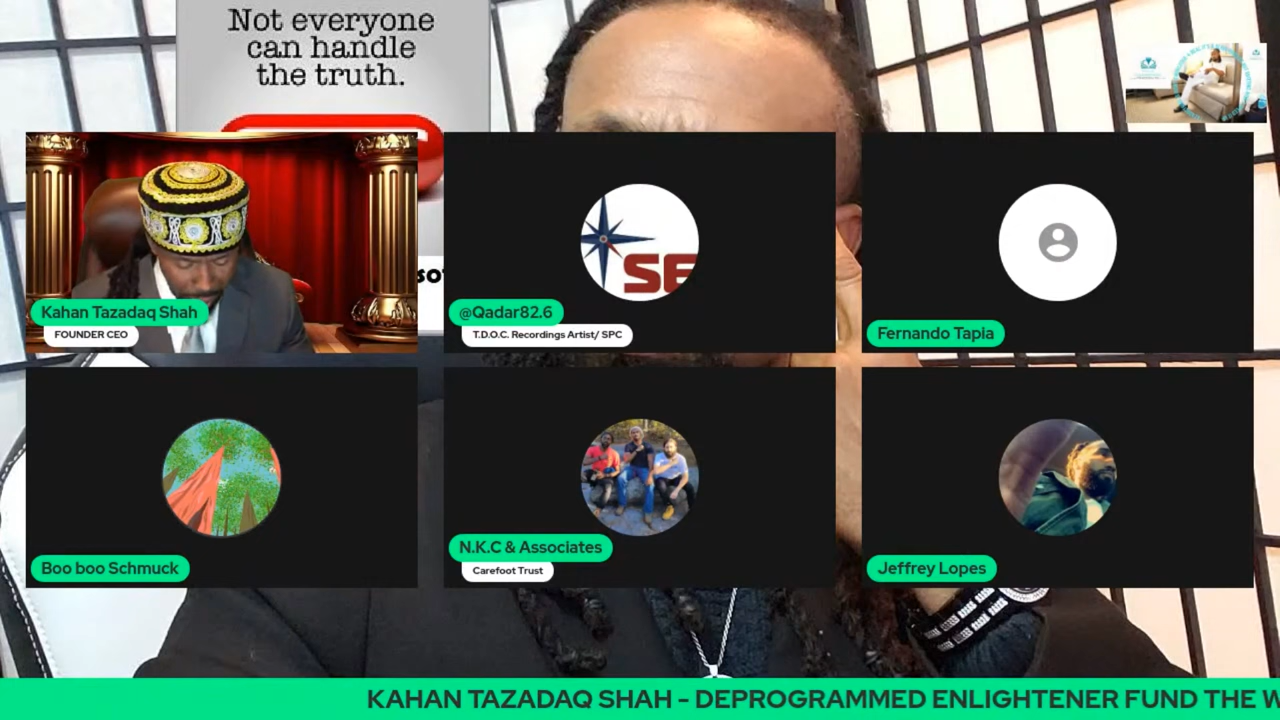 Not everyone
can handle
the truth.
Kahan Tazadaq Shah
FOUNDER CEO
SE
@Qadar82.6
T.D.O.C. Recordings Artist/ SPC
Fernando Tapia
Boo boo Schmuck
N.K.C & Associates
Carefoot Trust
Jeffrey Lopes
KAHAN TAZADAQ SHAH - DEPROGRAMMED ENLIGHTENER FUND THE W